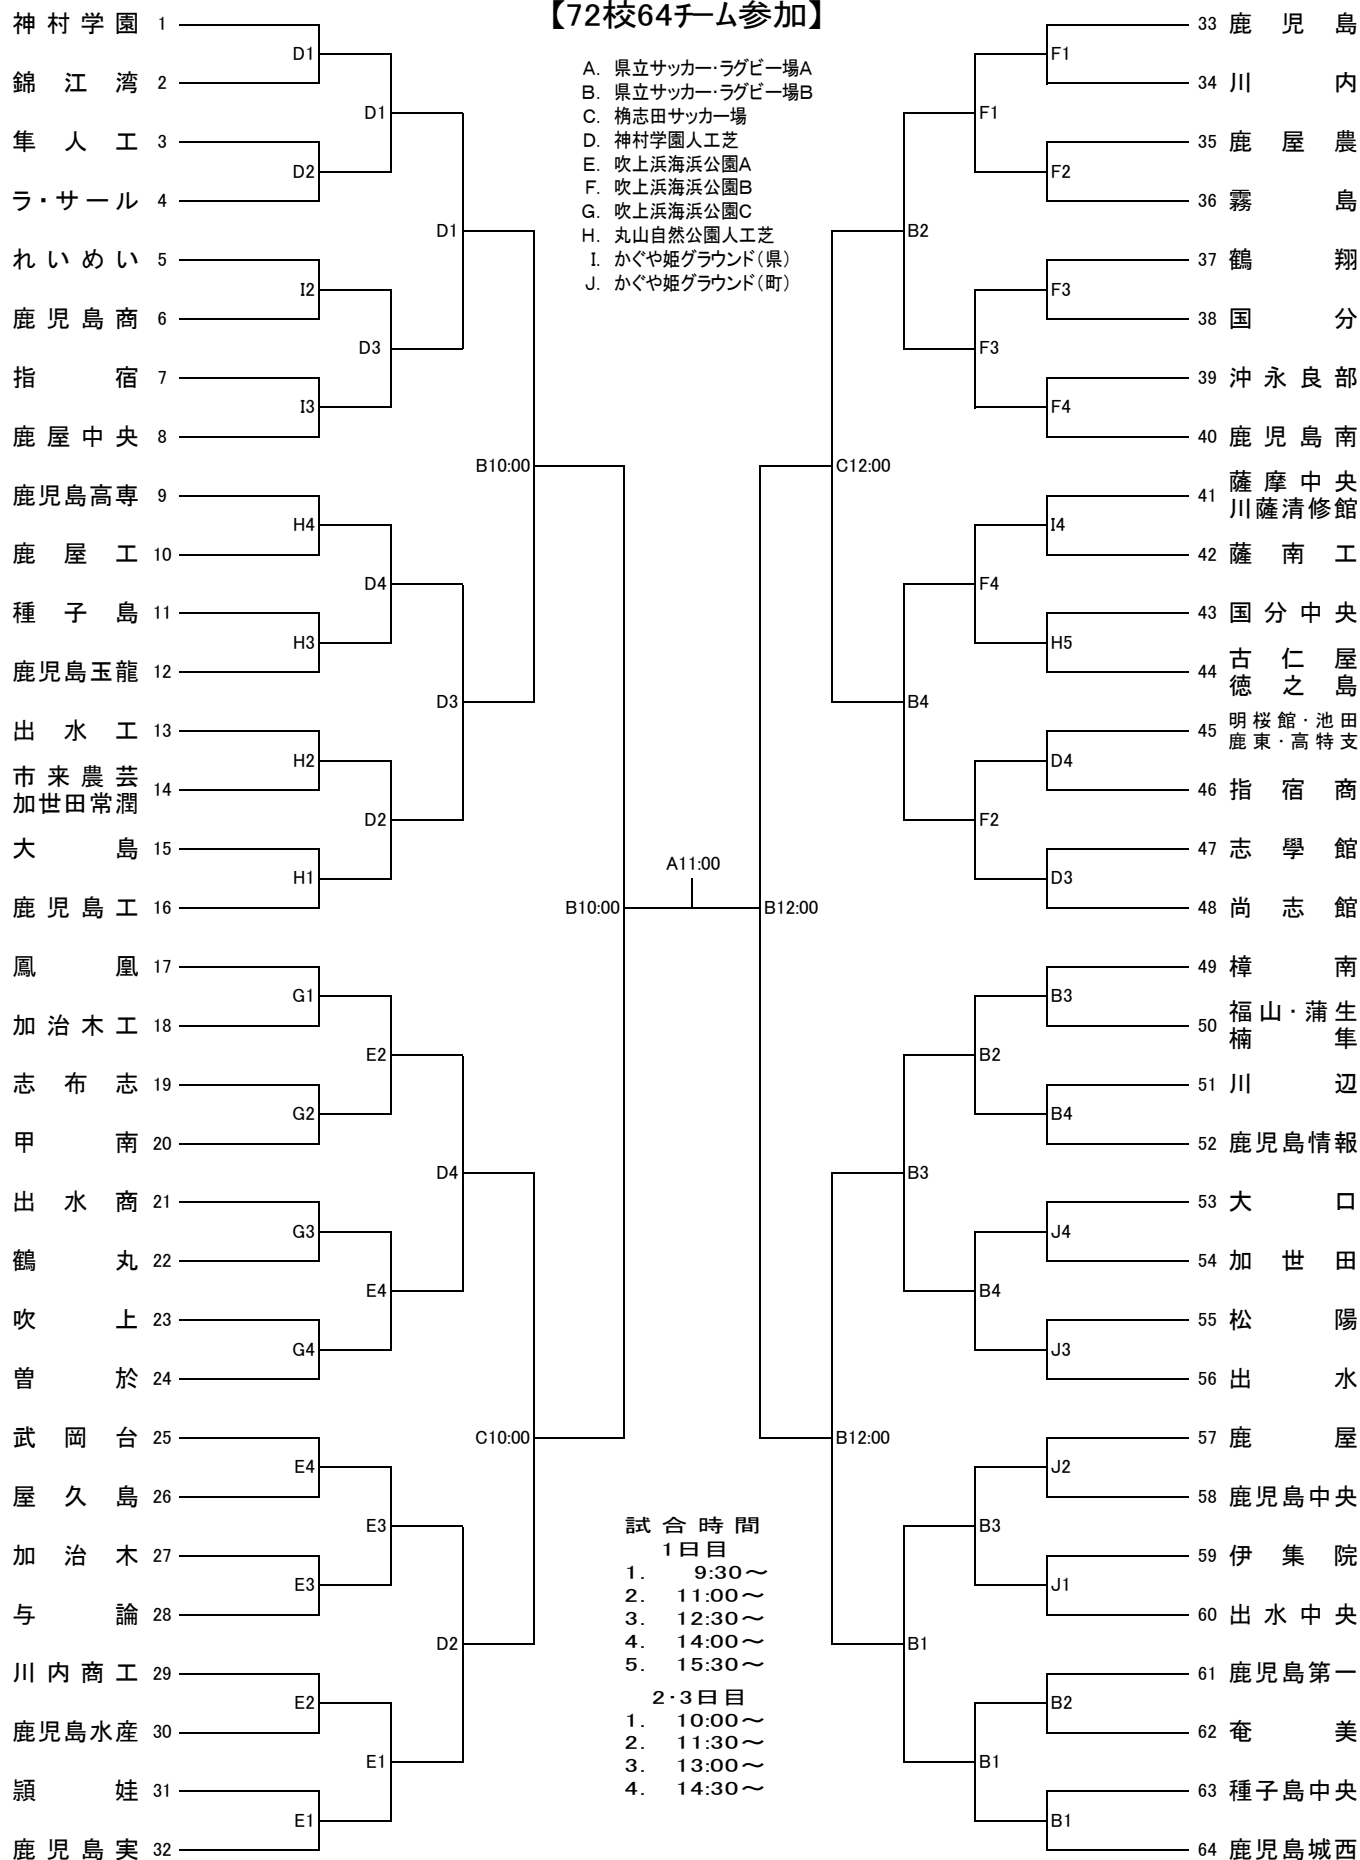 【72校64チーム参加】
A. 県立サッカー・ラグビー場A
B. 県立サッカー・ラグビー場B
C. 桷志田サッカー場
D. 神村学園人工芝
E. 吹上浜海浜公園A
F. 吹上浜海浜公園B
G. 吹上浜海浜公園C
H. 丸山自然公園人工芝
I. かぐや姫グラウンド(県)
J. かぐや姫グラウンド(町)
神村学園 1
錦江湾 2
隼人工 3
ラ・サール 4
れいめい 5
鹿児島商 6
指宿 7
鹿屋中央 8
鹿児島高専 9
鹿屋工 10
種子島 11
鹿児島玉龍 12
出水工 13
市来農芸
加世田常潤 14
大島 15
鹿児島工 16
鳳凰 17
加治木工 18
志布志 19
甲南 20
出水商 21
鶴丸 22
吹上 23
曽於 24
武岡台 25
屋久島 26
加治木 27
与論 28
川内商工 29
鹿児島水産 30
頴娃 31
鹿児島実 32
D1
D2
I2
I3
H4
H3
H2
H1
G1
G2
G3
G4
E4
E3
E2
E1
D1
D3
D4
D2
E2
E4
E3
E1
D1
D3
D4
D2
B10:00
C10:00
B10:00
A11:00
B12:00
C12:00
B12:00
B2
B4
B3
B1
F1
F3
F4
F2
B2
B4
B3
B1
F1
F2
F3
F4
I4
H5
D4
D3
B3
B4
J4
J3
J2
J1
B2
B1
33 鹿児島
34 川内
35 鹿屋農
36 霧島
37 鶴翔
38 国分
39 沖永良部
40 鹿児島南
41 薩摩中央
川薩清修館
42 薩南工
43 国分中央
44 古仁屋
徳之島
45 明桜館・池田
鹿東・高特支
46 指宿商
47 志學館
48 尚志館
49 樟南
50 福山・蒲生
楠隼
51 川辺
52 鹿児島情報
53 大口
54 加世田
55 松陽
56 出水
57 鹿屋
58 鹿児島中央
59 伊集院
60 出水中央
61 鹿児島第一
62 奄美
63 種子島中央
64 鹿児島城西
試合時間
1日目
1. 9:30~
2. 11:00~
3. 12:30~
4. 14:00~
5. 15:30~
2・3日目
1. 10:00~
2. 11:30~
3. 13:00~
4. 14:30~